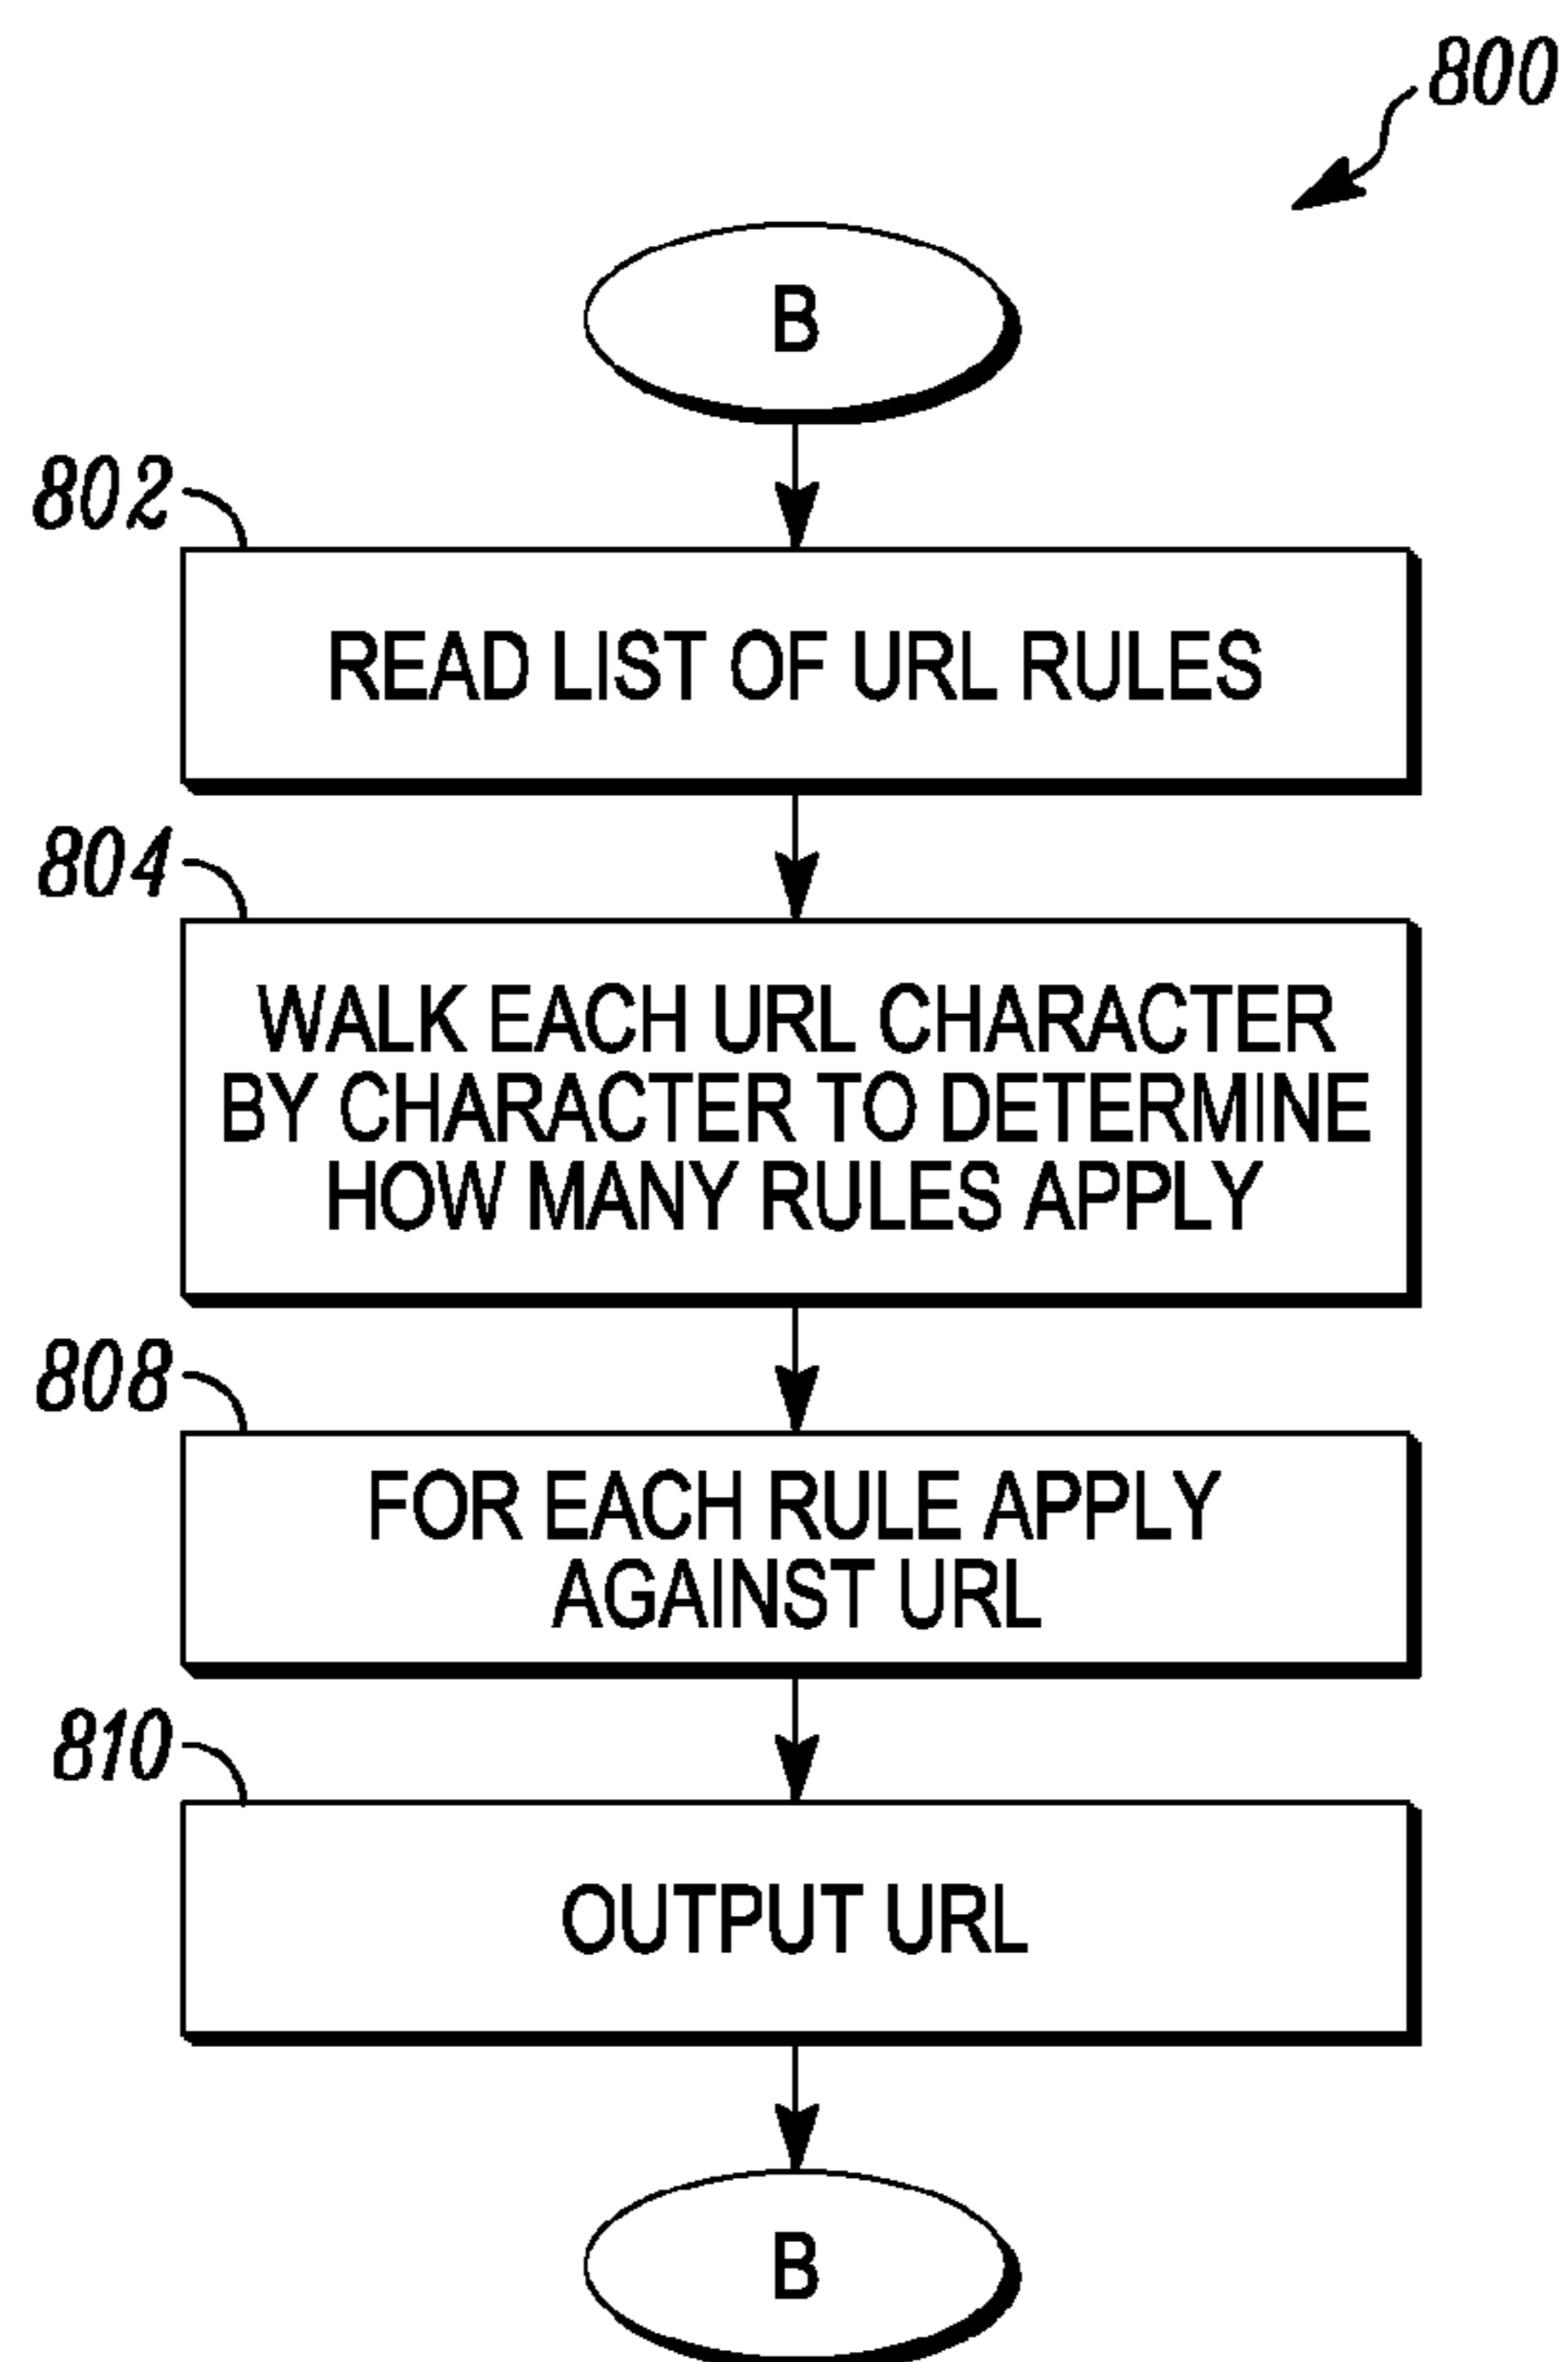 800
B
802
READ LIST OF URL RULES
804
WALK EACH URL CHARACTER
BY CHARACTER TO DETERMINE
HOW MANY RULES APPLY
808
FOR EACH RULE APPLY
AGAINST URL
810
OUTPUT URL
B